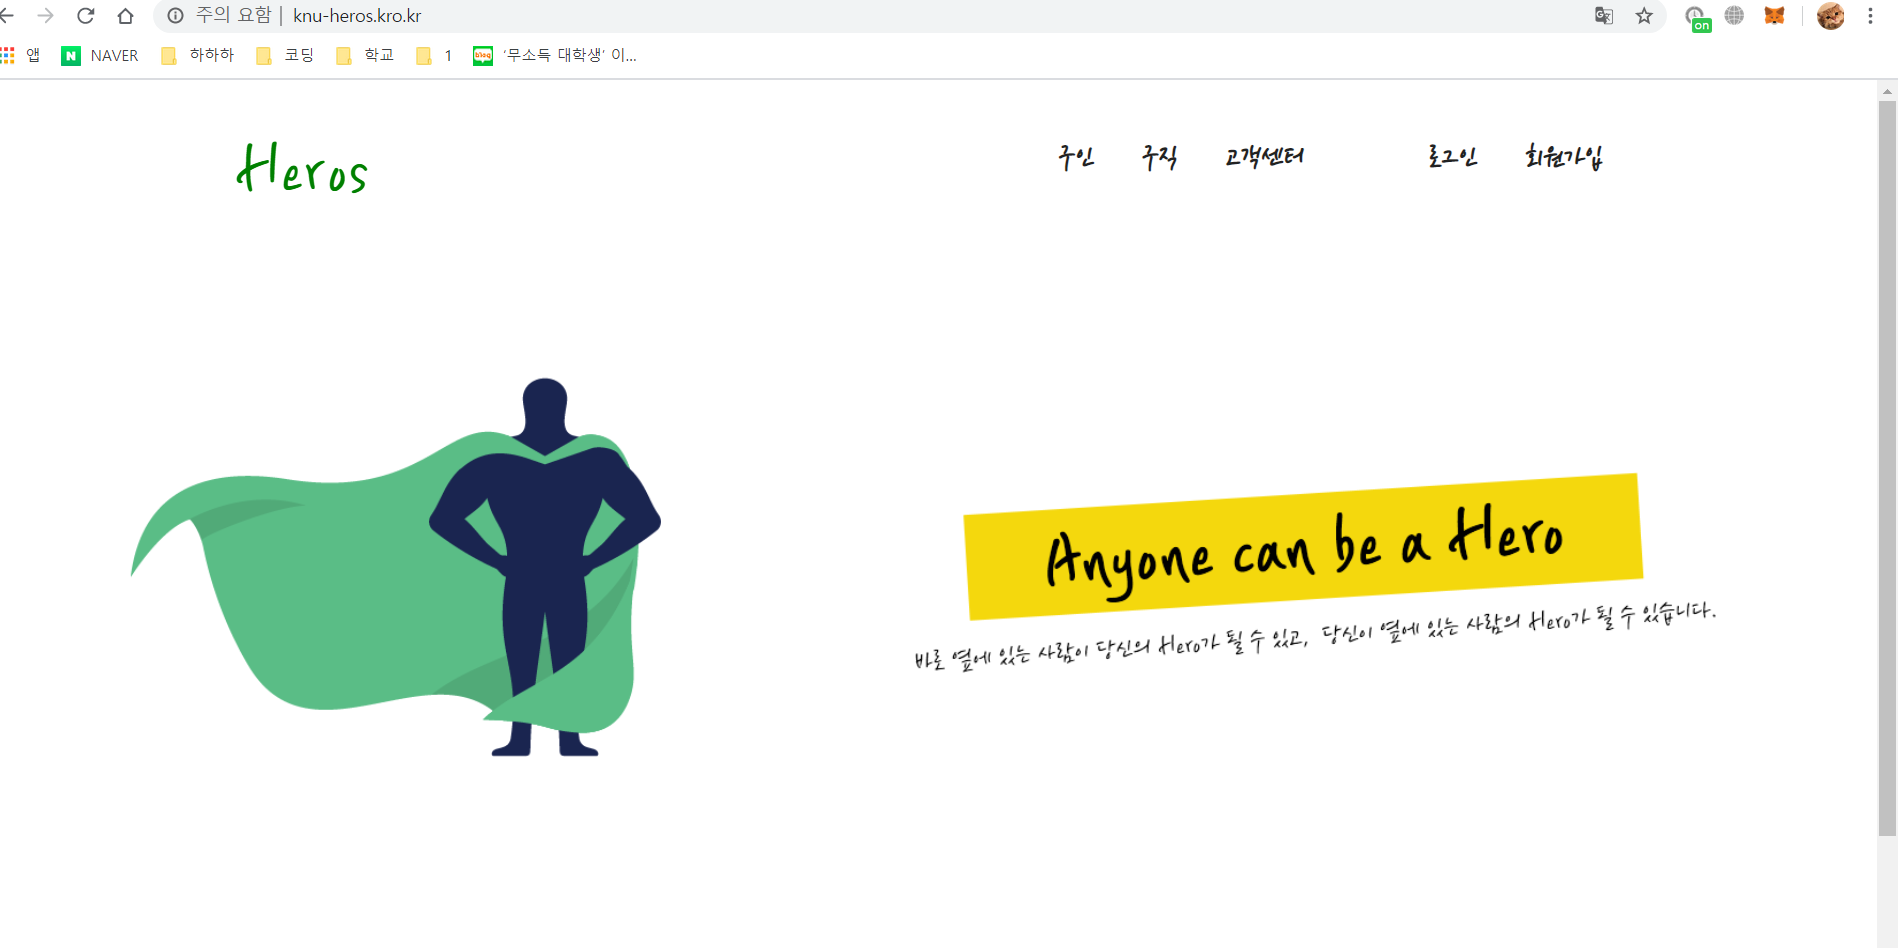 주의 요함 | knu-heros.kro.kr
on
앱 NAVER 하하하 코딩 학교 1 '무소득 대학생' 이...
Heros 구인 구직 고객센터 로그인 회원가입
Anyone can be a Hero
바로 옆에 있는 사람이 당신의 Hero가 될 수 있고, 당신이 옆에 있는 사람의 Hero가 될 수 있습니다.